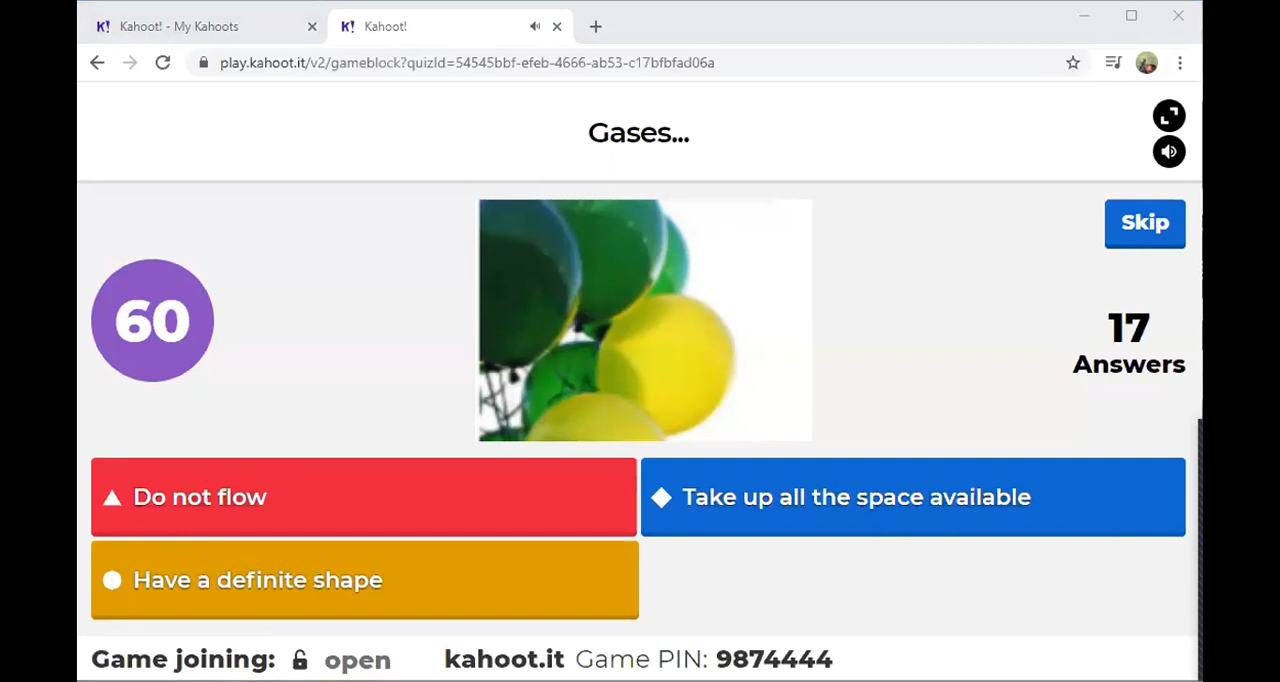 K! Kahoot! - My Kahoots
K! Kahoot!
play.kahoot.it/v2/gameblock?quizId=54545bbf-efeb-4666-ab53-c17bfbfad06a
Gases...
Skip
60
17
Answers
Do not flow
Take up all the space available
Have a definite shape
Game joining: open kahoot.it Game PIN: 9874444